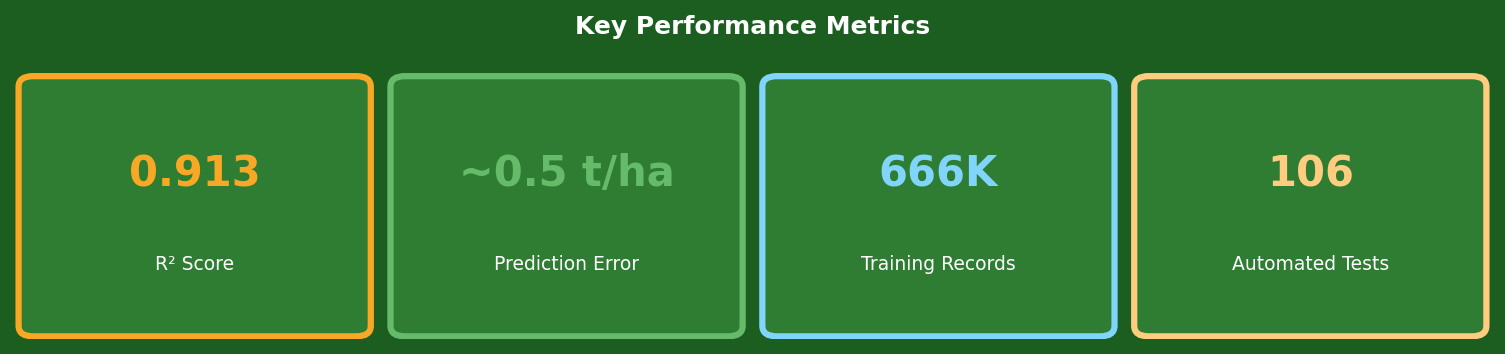 Key Performance Metrics
0.913
R² Score
~0.5 t/ha
Prediction Error
666K
Training Records
106
Automated Tests